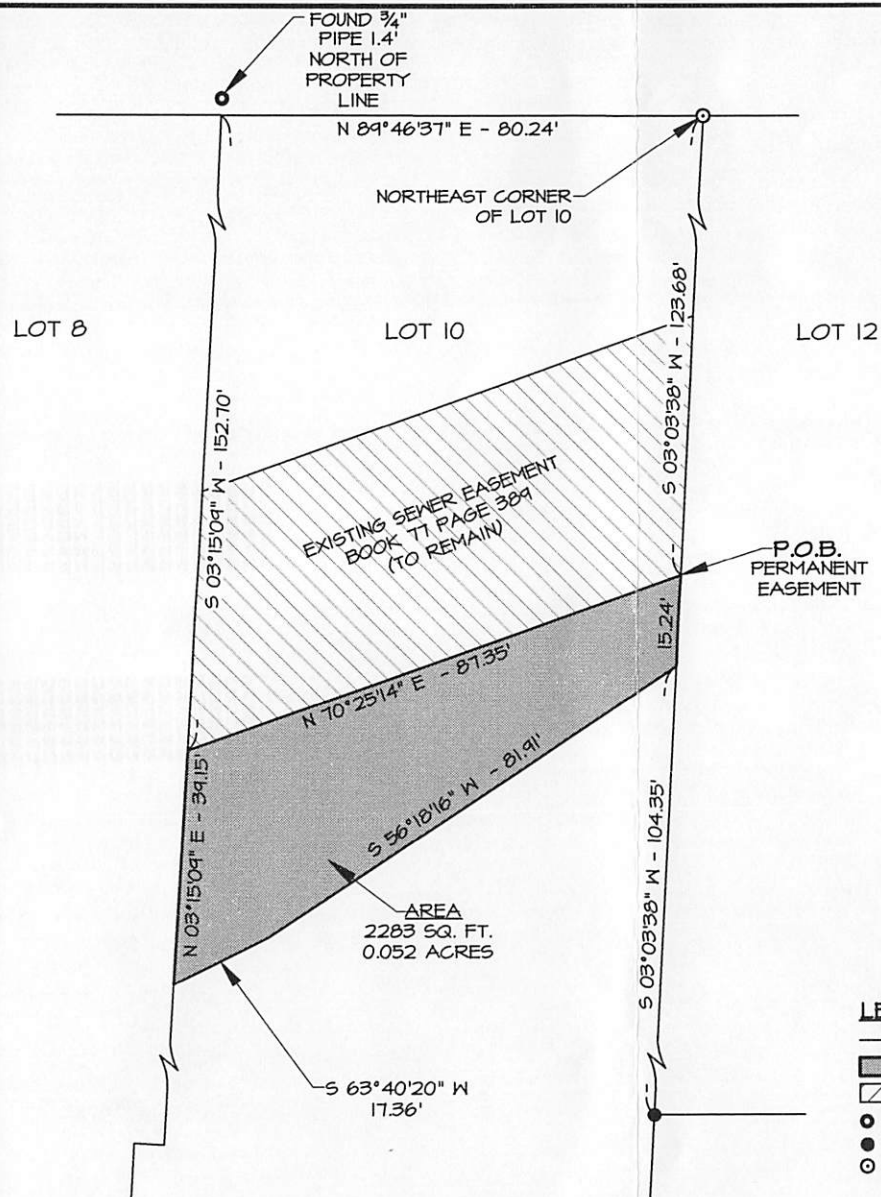 FOUND 3/4"
PIPE 1.4'
NORTH OF
PROPERTY
LINE
N 89°46'37" E - 80.24'
NORTHEAST CORNER
OF LOT 10
LOT 8
LOT 10
LOT 12
S 03°15'09" W - 152.70'
S 03°03'38" W - 123.68'
EXISTING SEWER EASEMENT
BOOK 77 PAGE 389
(TO REMAIN)
P.O.B.
PERMANENT
EASEMENT
15.24'
N 70°25'14" E - 87.35'
N 03°15'09" E - 39.15'
S 56°18'16" W - 81.91'
AREA
2283 SQ. FT.
0.052 ACRES
S 03°03'38" W - 104.35'
S 63°40'20" W
17.36'